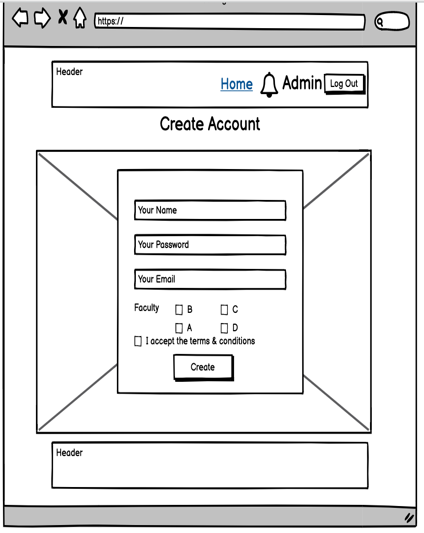 https://
Header
Home Admin Log Out
Create Account
Your Name
Your Password
Your Email
Faculty B C
A D
I accept the terms & conditions
Create
Header